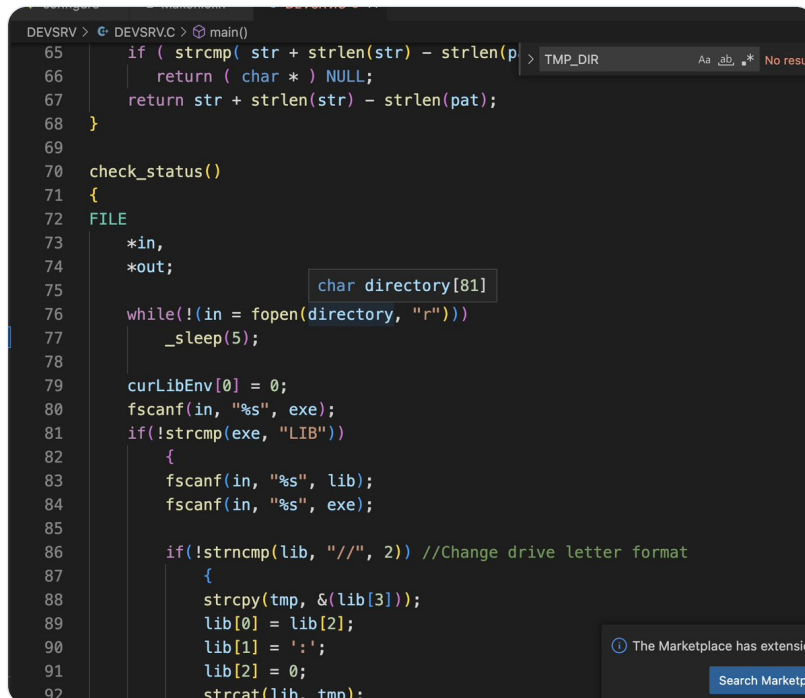 DEVSRV > C DEVSRV.C > main()
65 if ( strcmp( str + strlen(str) – strlen(p
> TMP_DIR Aa ab .* No resu
66 return ( char * ) NULL;
67 return str + strlen(str) – strlen(pat);
68 }
69
70 check_status()
71 {
72 FILE
73 *in,
74 *out;
75
char directory[81]
76 while(!(in = fopen(directory, "r")))
77 _sleep(5);
78
79 curLibEnv[0] = 0;
80 fscanf(in, "%s", exe);
81 if(!strcmp(exe, "LIB"))
82 {
83 fscanf(in, "%s", lib);
84 fscanf(in, "%s", exe);
85
86 if(!strncmp(lib, "//", 2)) //Change drive letter format
87 {
88 strcpy(tmp, &(lib[3]));
89 lib[0] = lib[2];
90 lib[1] = ':';
91 lib[2] = 0;
92 strcat(lib, tmp);
The Marketplace has extensi
Search Marketp